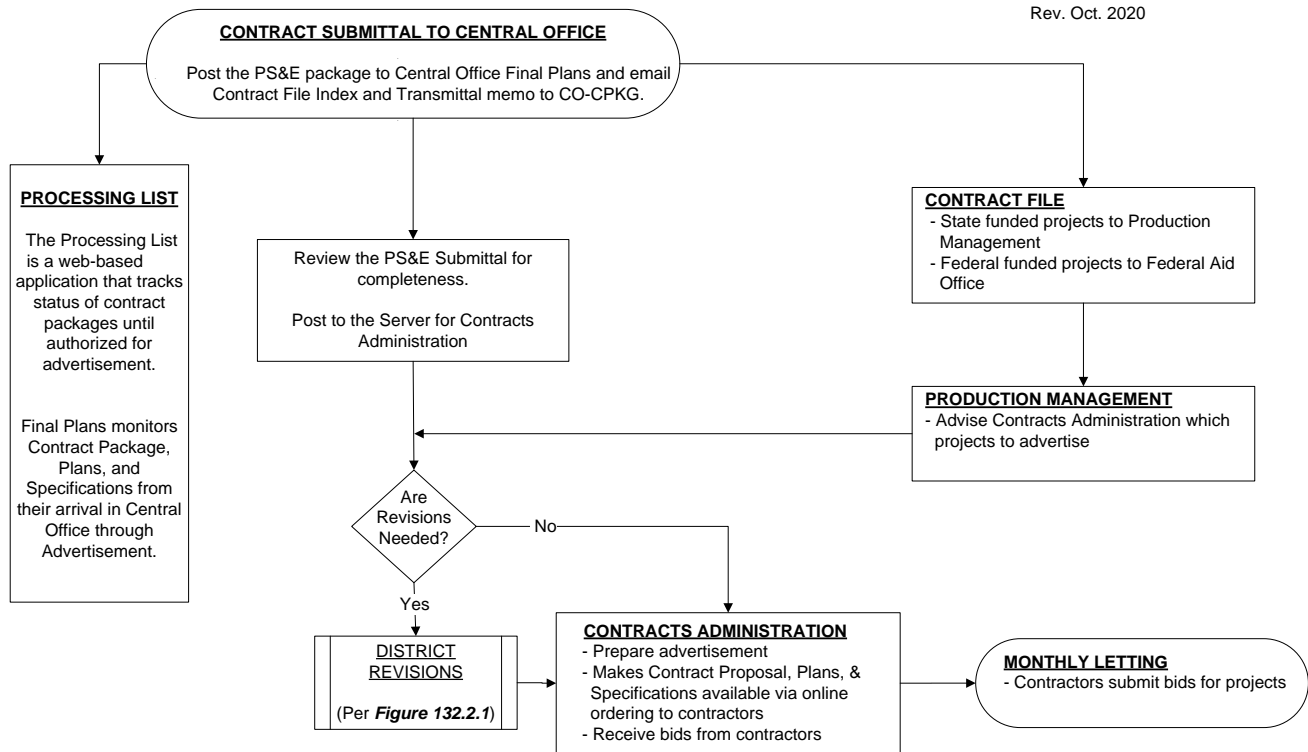 Rev. Oct. 2020
CONTRACT SUBMITTAL TO CENTRAL OFFICE
Post the PS&E package to Central Office Final Plans and email
Contract File Index and Transmittal memo to CO-CPKG.
PROCESSING LIST
The Processing List
is a web-based
application that tracks
status of contract
packages until
authorized for
advertisement.
Final Plans monitors
Contract Package,
Plans, and
Specifications from
their arrival in Central
Office through
Advertisement.
Review the PS&E Submittal for
completeness.
Post to the Server for Contracts
Administration
CONTRACT FILE
- State funded projects to Production
Management
- Federal funded projects to Federal Aid
Office
PRODUCTION MANAGEMENT
- Advise Contracts Administration which
projects to advertise
Are
Revisions
Needed?
No
Yes
DISTRICT
REVISIONS
(Per Figure 132.2.1)
CONTRACTS ADMINISTRATION
- Prepare advertisement
- Makes Contract Proposal, Plans, &
Specifications available via online
ordering to contractors
- Receive bids from contractors
MONTHLY LETTING
- Contractors submit bids for projects